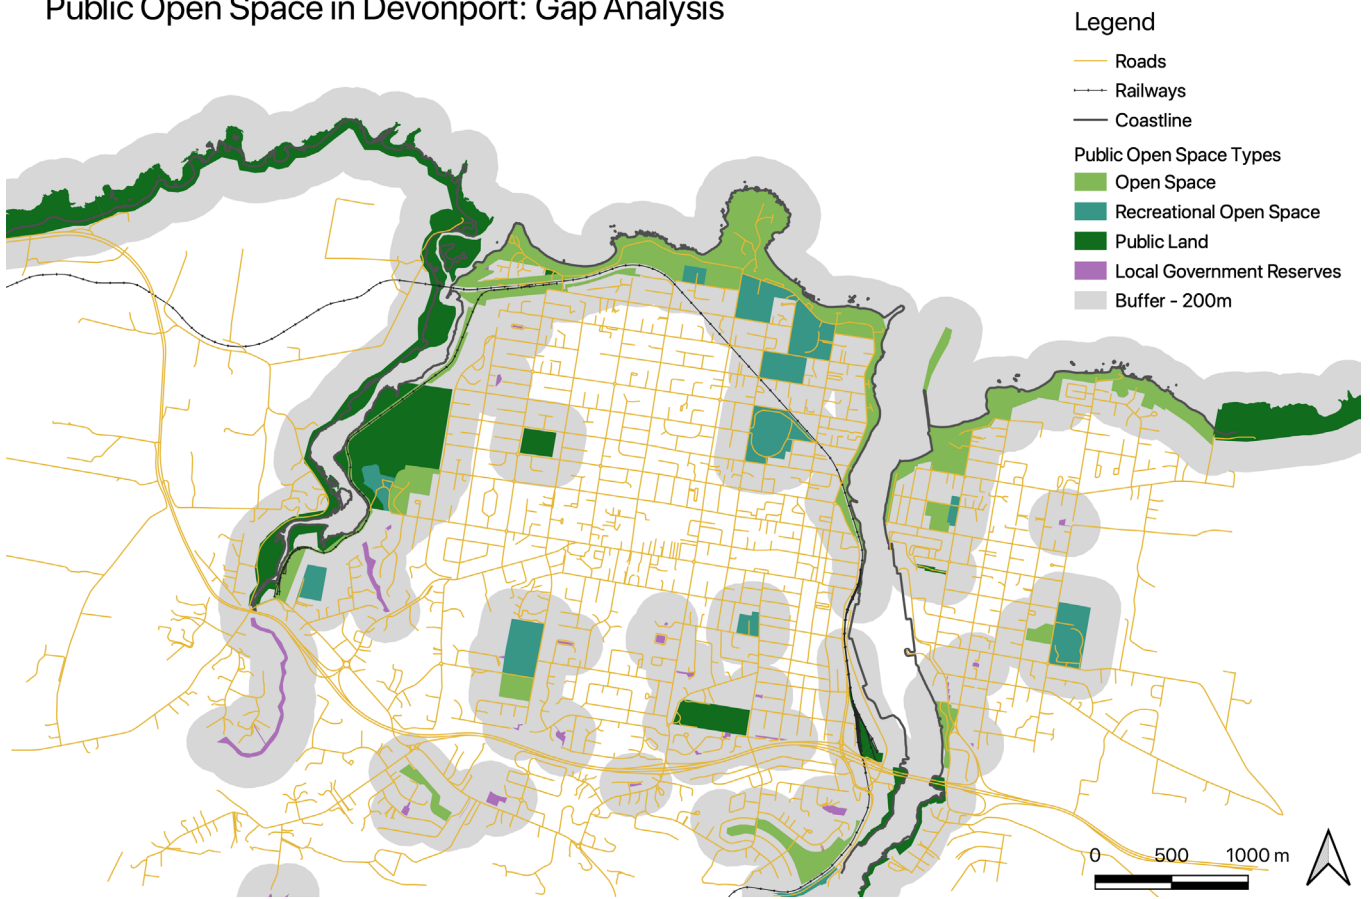 Public Open Space in Devonport: Gap Analysis
Legend
Roads
Railways
Coastline
Public Open Space Types
Open Space
Recreational Open Space
Public Land
Local Government Reserves
Buffer - 200m
0 500 1000 m